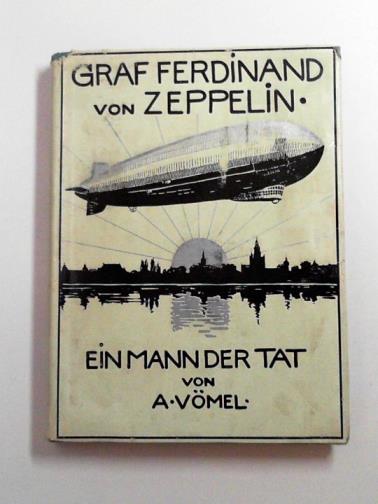 GRAF FERDINAND
VON ZEPPELIN·
EIN MANN DER TAT
VON
A·VÖMEL·